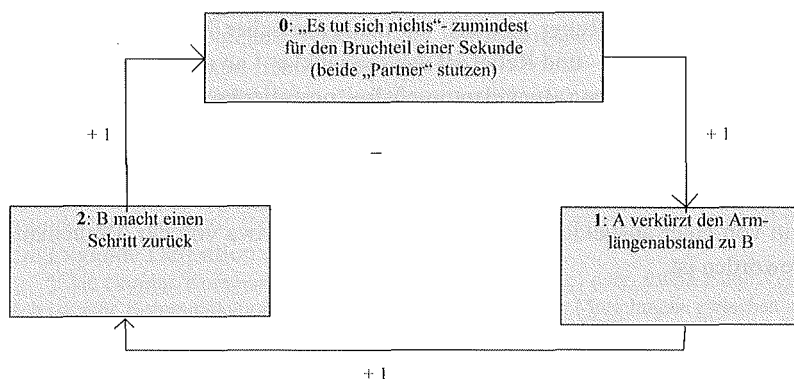 0: „Es tut sich nichts“- zumindest
für den Bruchteil einer Sekunde
(beide „Partner“ stutzen)
+ 1
+ 1
–
2: B macht einen
Schritt zurück
1: A verkürzt den Arm-
längenabstand zu B
+ 1